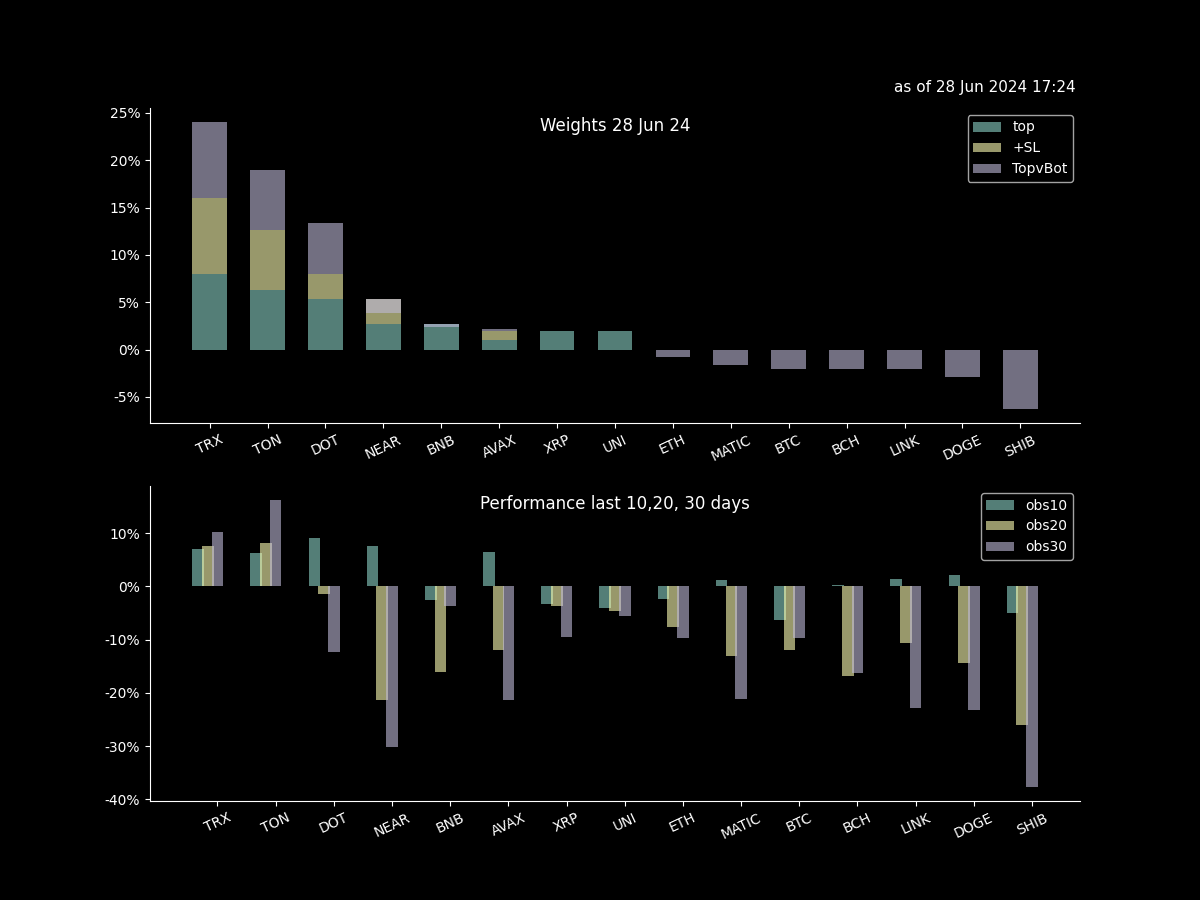 as of 28 Jun 2024 17:24
Weights 28 Jun 24
top
+SL
TopvBot
25%
20%
15%
10%
5%
0%
-5%
TRX TON DOT NEAR BNB AVAX XRP UNI ETH MATIC BTC BCH LINK DOGE SHIB
Performance last 10,20, 30 days
obs10
obs20
obs30
10%
0%
-10%
-20%
-30%
-40%
TRX TON DOT NEAR BNB AVAX XRP UNI ETH MATIC BTC BCH LINK DOGE SHIB